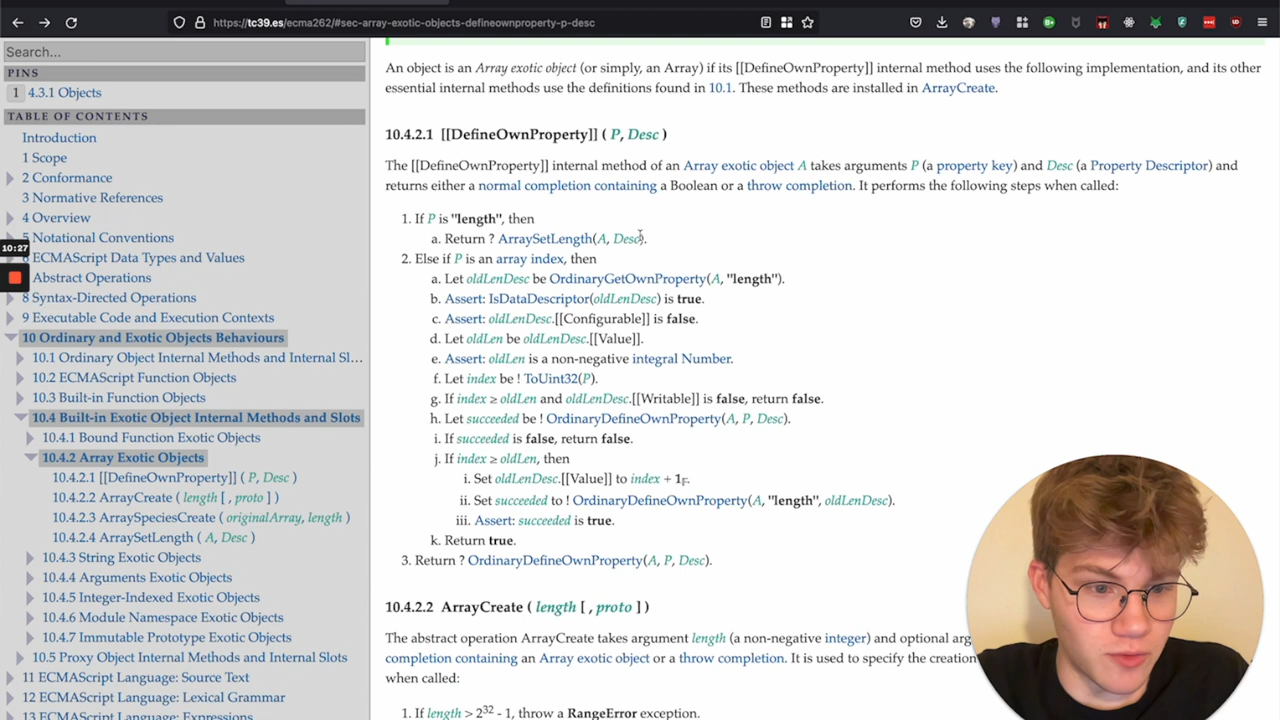 https://tc39.es/ecma262/#sec-array-exotic-objects-defineownproperty-p-desc
Search...
PINS
1 4.3.1 Objects
TABLE OF CONTENTS
Introduction
1 Scope
2 Conformance
3 Normative References
4 Overview
5 Notational Conventions
10:27
ECMAScript Data Types and Values
Abstract Operations
8 Syntax-Directed Operations
9 Executable Code and Execution Contexts
10 Ordinary and Exotic Objects Behaviours
10.1 Ordinary Object Internal Methods and Internal Sl…
10.2 ECMAScript Function Objects
10.3 Built-in Function Objects
10.4 Built-in Exotic Object Internal Methods and Slots
10.4.1 Bound Function Exotic Objects
10.4.2 Array Exotic Objects
10.4.2.1 [[DefineOwnProperty]] ( P, Desc )
10.4.2.2 ArrayCreate ( length [ , proto ] )
10.4.2.3 ArraySpeciesCreate ( originalArray, length )
10.4.2.4 ArraySetLength ( A, Desc )
10.4.3 String Exotic Objects
10.4.4 Arguments Exotic Objects
10.4.5 Integer-Indexed Exotic Objects
10.4.6 Module Namespace Exotic Objects
10.4.7 Immutable Prototype Exotic Objects
10.5 Proxy Object Internal Methods and Internal Slots
11 ECMAScript Language: Source Text
12 ECMAScript Language: Lexical Grammar
13 ECMAScript Language: Expressions
An object is an Array exotic object (or simply, an Array) if its [[DefineOwnProperty]] internal method uses the following implementation, and its other
essential internal methods use the definitions found in 10.1. These methods are installed in ArrayCreate.
10.4.2.1 [[DefineOwnProperty]] ( P, Desc )
The [[DefineOwnProperty]] internal method of an Array exotic object A takes arguments P (a property key) and Desc (a Property Descriptor) and
returns either a normal completion containing a Boolean or a throw completion. It performs the following steps when called:
1. If P is "length", then
a. Return ? ArraySetLength(A, Desc).
2. Else if P is an array index, then
a. Let oldLenDesc be OrdinaryGetOwnProperty(A, "length").
b. Assert: IsDataDescriptor(oldLenDesc) is true.
c. Assert: oldLenDesc.[[Configurable]] is false.
d. Let oldLen be oldLenDesc.[[Value]].
e. Assert: oldLen is a non-negative integral Number.
f. Let index be ! ToUint32(P).
g. If index ≥ oldLen and oldLenDesc.[[Writable]] is false, return false.
h. Let succeeded be ! OrdinaryDefineOwnProperty(A, P, Desc).
i. If succeeded is false, return false.
j. If index ≥ oldLen, then
i. Set oldLenDesc.[[Value]] to index + 1𝔽.
ii. Set succeeded to ! OrdinaryDefineOwnProperty(A, "length", oldLenDesc).
iii. Assert: succeeded is true.
k. Return true.
3. Return ? OrdinaryDefineOwnProperty(A, P, Desc).
10.4.2.2 ArrayCreate ( length [ , proto ] )
The abstract operation ArrayCreate takes argument length (a non-negative integer) and optional arg
completion containing an Array exotic object or a throw completion. It is used to specify the creation
when called:
1. If length > 2³² - 1, throw a RangeError exception.